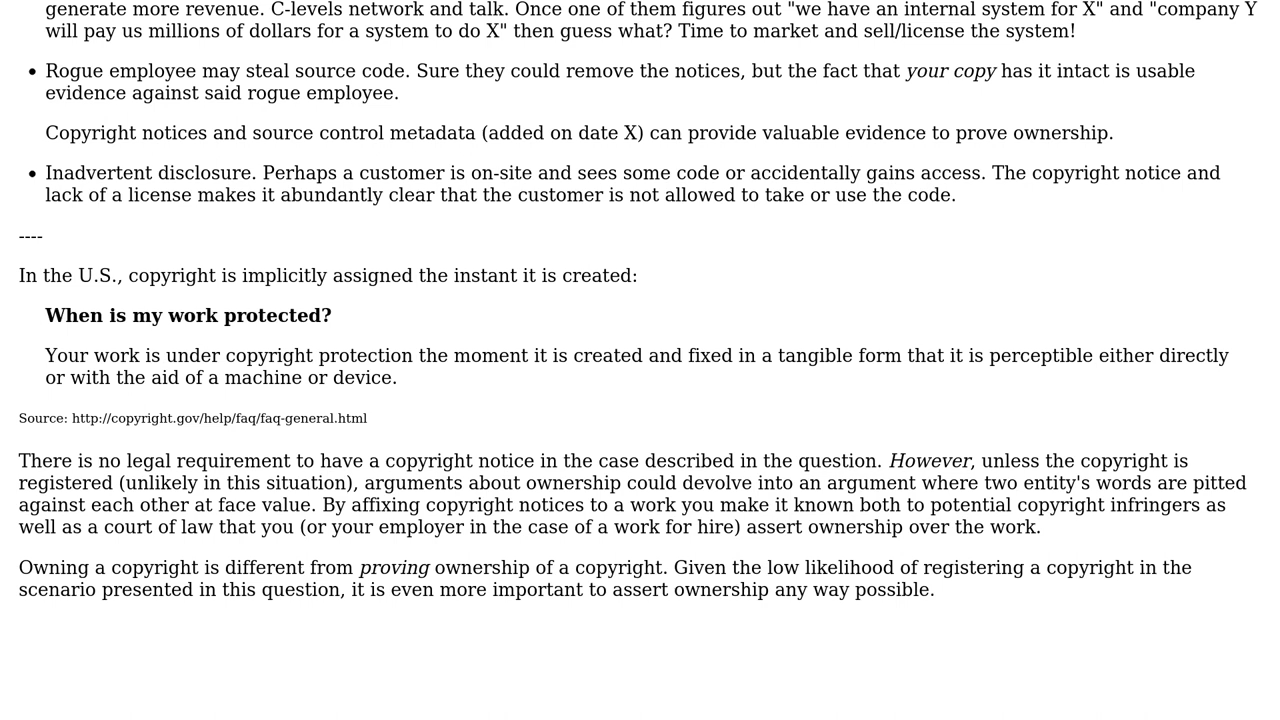 generate more revenue. C-levels network and talk. Once one of them figures out "we have an internal system for X" and "company Y
will pay us millions of dollars for a system to do X" then guess what? Time to market and sell/license the system!
• Rogue employee may steal source code. Sure they could remove the notices, but the fact that your copy has it intact is usable
evidence against said rogue employee.
Copyright notices and source control metadata (added on date X) can provide valuable evidence to prove ownership.
• Inadvertent disclosure. Perhaps a customer is on-site and sees some code or accidentally gains access. The copyright notice and
lack of a license makes it abundantly clear that the customer is not allowed to take or use the code.
----
In the U.S., copyright is implicitly assigned the instant it is created:
When is my work protected?
Your work is under copyright protection the moment it is created and fixed in a tangible form that it is perceptible either directly
or with the aid of a machine or device.
Source: http://copyright.gov/help/faq/faq-general.html
There is no legal requirement to have a copyright notice in the case described in the question. However, unless the copyright is
registered (unlikely in this situation), arguments about ownership could devolve into an argument where two entity's words are pitted
against each other at face value. By affixing copyright notices to a work you make it known both to potential copyright infringers as
well as a court of law that you (or your employer in the case of a work for hire) assert ownership over the work.
Owning a copyright is different from proving ownership of a copyright. Given the low likelihood of registering a copyright in the
scenario presented in this question, it is even more important to assert ownership any way possible.